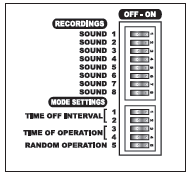 OFF - ON
RECORDINGS
SOUND 1
SOUND 2
SOUND 3
SOUND 4
SOUND 5
SOUND 6
SOUND 7
SOUND 8
MODE SETTINGS
TIME OFF INTERVAL [ 1
2
TIME OF OPERATION [ 3
4
RANDOM OPERATION 5